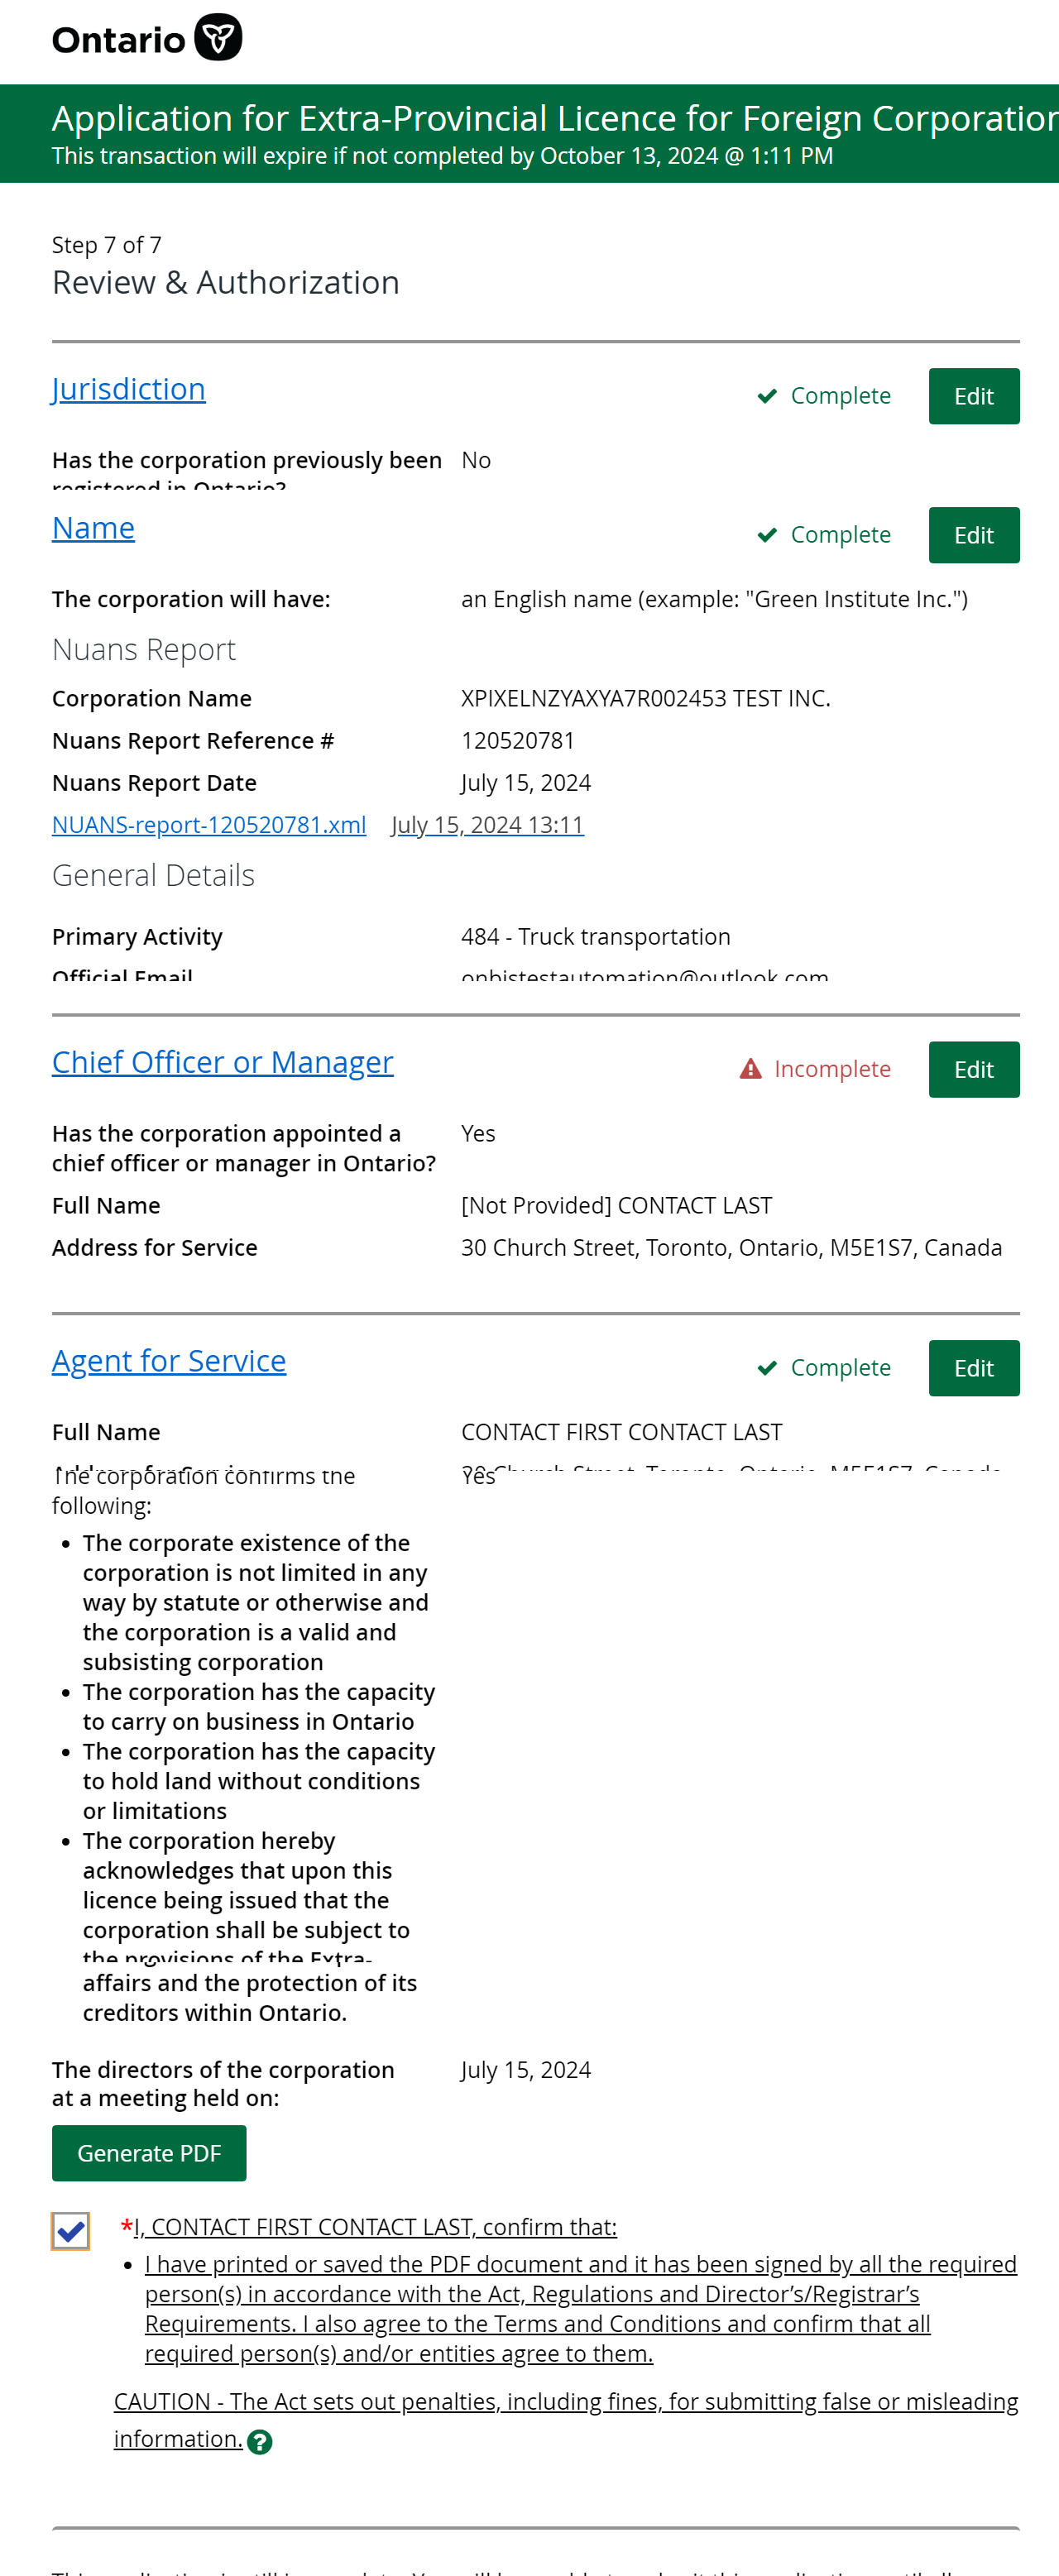 Ontario
Application for Extra-Provincial Licence for Foreign Corporation
This transaction will expire if not completed by October 13, 2024 @ 1:11 PM
Step 7 of 7
Review & Authorization
Jurisdiction Complete Edit
Has the corporation previously been No
registered in Ontario?
Name Complete Edit
The corporation will have: an English name (example: "Green Institute Inc.")
Nuans Report
Corporation Name XPIXELNZYAXYA7R002453 TEST INC.
Nuans Report Reference # 120520781
Nuans Report Date July 15, 2024
NUANS-report-120520781.xml July 15, 2024 13:11
General Details
Primary Activity 484 - Truck transportation
Official Email onbistestautomation@outlook.com
Chief Officer or Manager Incomplete Edit
Has the corporation appointed a Yes
chief officer or manager in Ontario?
Full Name [Not Provided] CONTACT LAST
Address for Service 30 Church Street, Toronto, Ontario, M5E1S7, Canada
Agent for Service Complete Edit
Full Name CONTACT FIRST CONTACT LAST
The corporation confirms the Yes
following:
• The corporate existence of the
corporation is not limited in any
way by statute or otherwise and
the corporation is a valid and
subsisting corporation
• The corporation has the capacity
to carry on business in Ontario
• The corporation has the capacity
to hold land without conditions
or limitations
• The corporation hereby
acknowledges that upon this
licence being issued that the
corporation shall be subject to
the provisions of the Extra-
affairs and the protection of its
creditors within Ontario.
The directors of the corporation July 15, 2024
at a meeting held on:
Generate PDF
*I, CONTACT FIRST CONTACT LAST, confirm that:
• I have printed or saved the PDF document and it has been signed by all the required
person(s) in accordance with the Act, Regulations and Director’s/Registrar’s
Requirements. I also agree to the Terms and Conditions and confirm that all
required person(s) and/or entities agree to them.
CAUTION - The Act sets out penalties, including fines, for submitting false or misleading
information. ?